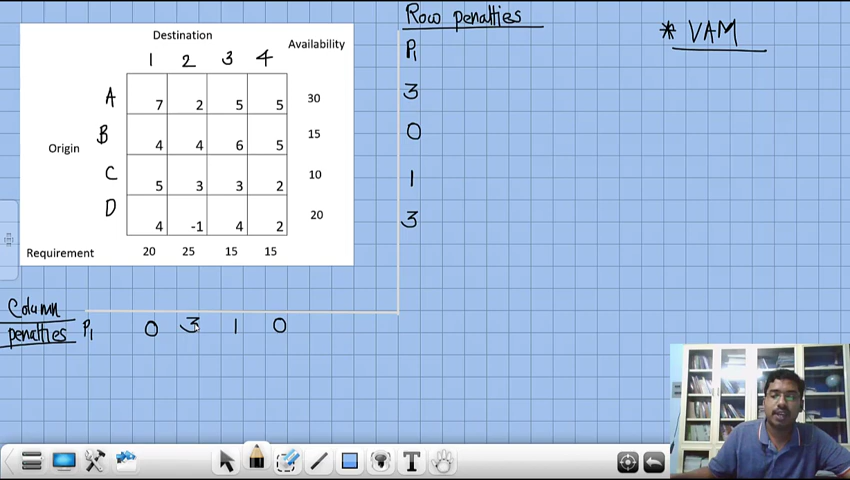 Row penalties
* VAM
Destination
Availability
1 2 3 4
P1
A 7 2 5 5 30 3
B 4 4 6 5 15 0
Origin
C 5 3 3 2 10 1
D 4 -1 4 2 20 3
Requirement 20 25 15 15
Column
penalties P1 0 3 1 0
T